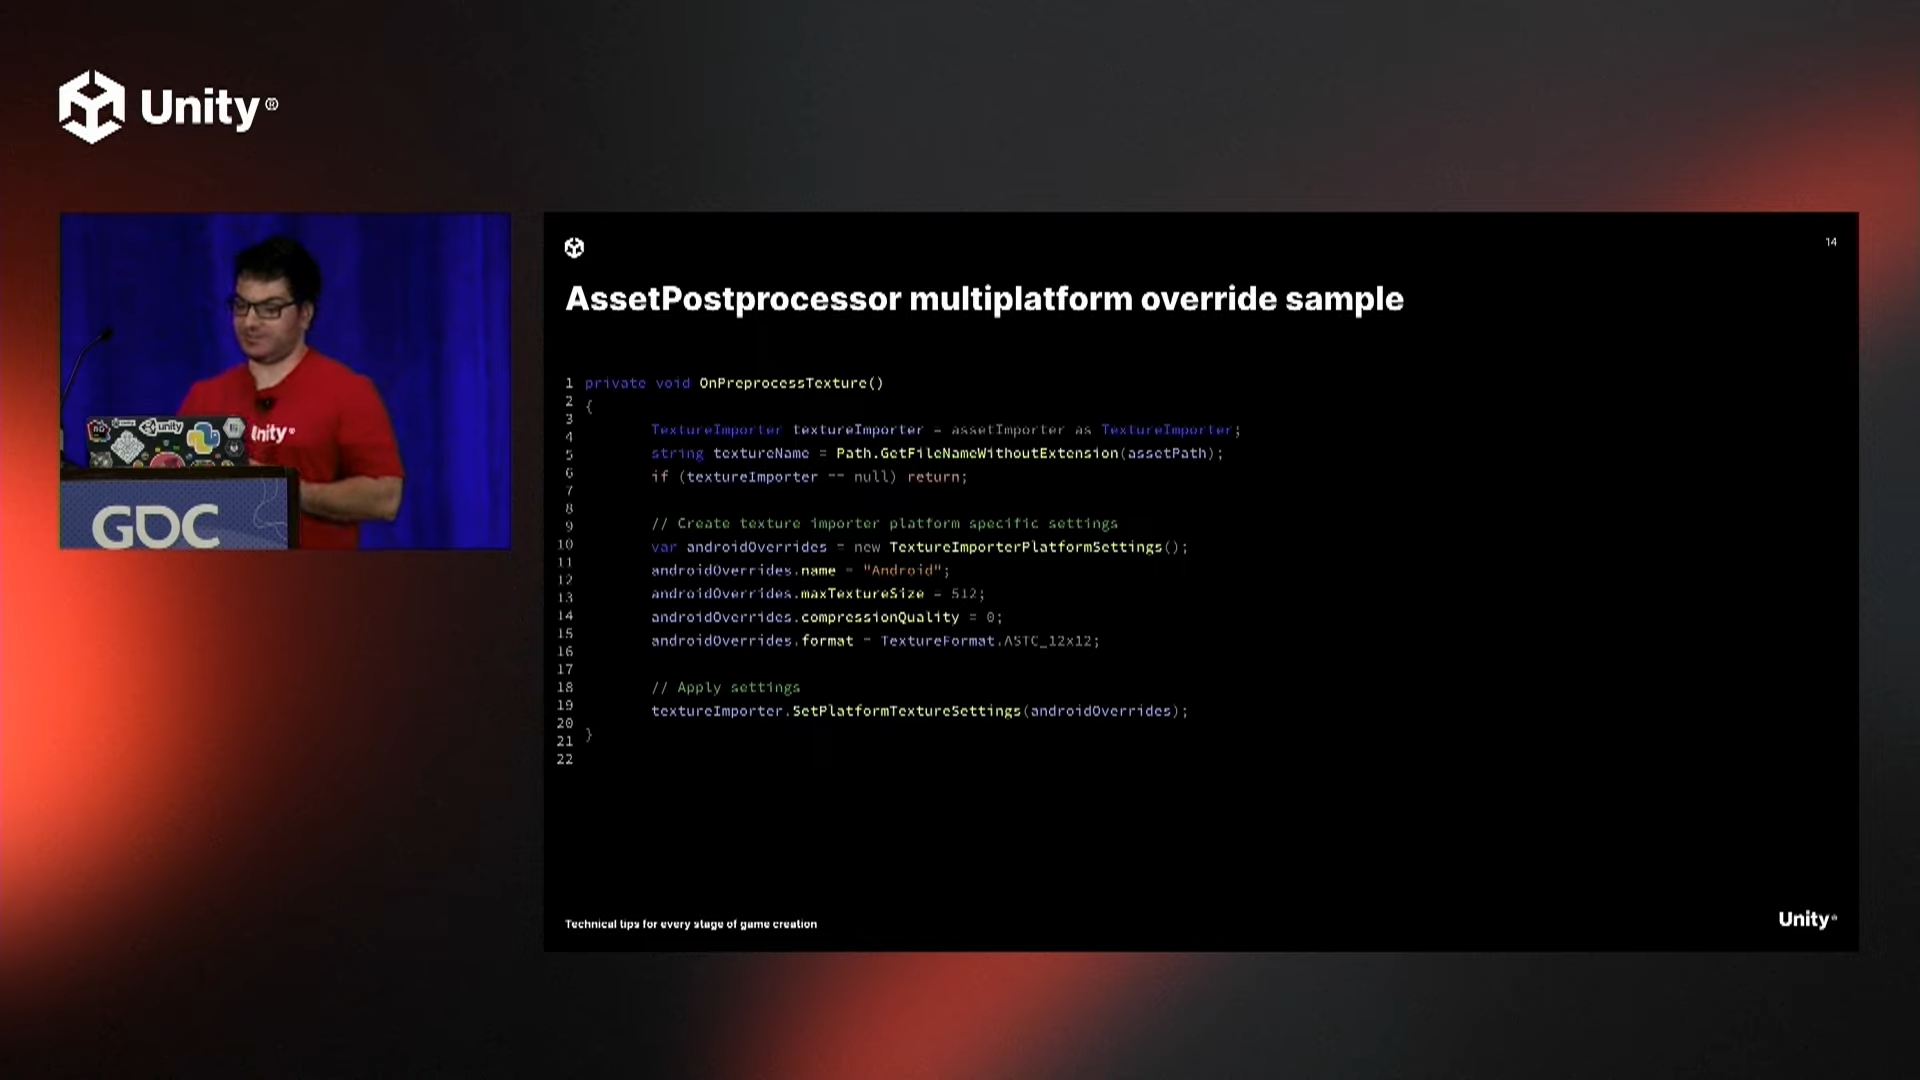 Unity®
unity
Unity
GDC
14
AssetPostprocessor multiplatform override sample
1 private void OnPreprocessTexture()
2 {
3
4 TextureImporter textureImporter = assetImporter as TextureImporter;
5 string textureName = Path.GetFileNameWithoutExtension(assetPath);
6 if (textureImporter == null) return;
7
8
9 // Create texture importer platform specific settings
10 var androidOverrides = new TextureImporterPlatformSettings();
11 androidOverrides.name = "Android";
12
13 androidOverrides.maxTextureSize = 512;
14 androidOverrides.compressionQuality = 0;
15 androidOverrides.format = TextureFormat.ASTC_12x12;
16
17
18 // Apply settings
19 textureImporter.SetPlatformTextureSettings(androidOverrides);
20
21 }
22
Technical tips for every stage of game creation
Unity®